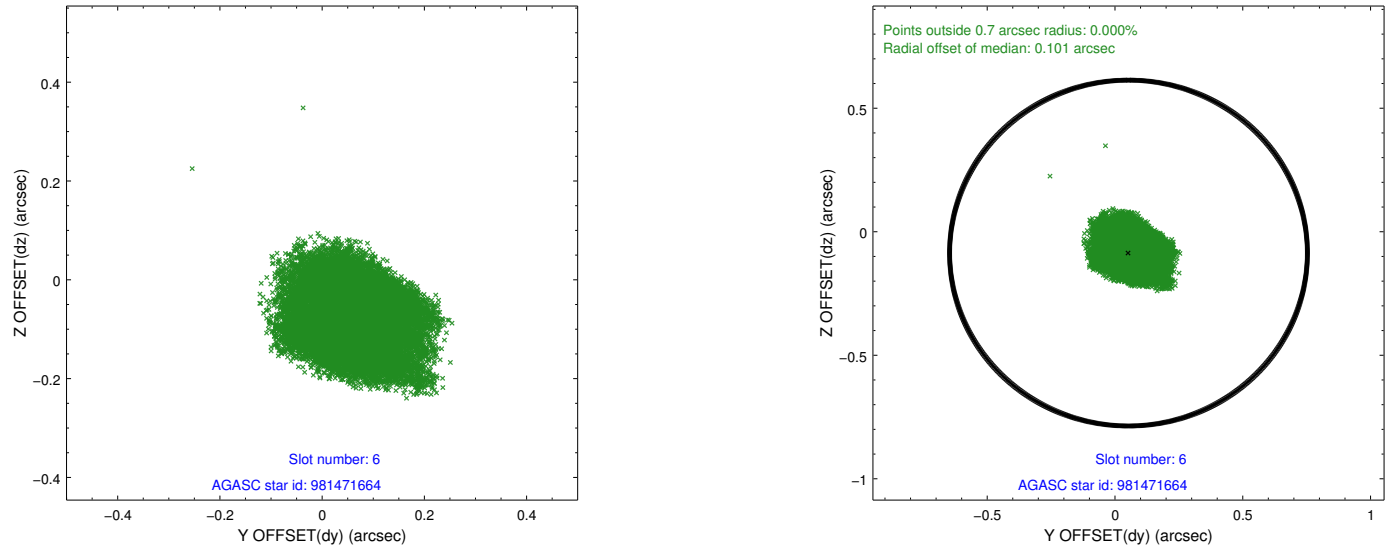 0.4
0.2
0
−0.2
−0.4
Z OFFSET(dz) (arcsec)
−0.4
−0.2
0
0.2
0.4
Y OFFSET(dy) (arcsec)
Slot number: 6
AGASC star id: 981471664
Points outside 0.7 arcsec radius: 0.000%
Radial offset of median: 0.101 arcsec
0.5
0
−0.5
−1
Z OFFSET(dz) (arcsec)
−0.5
0
0.5
1
Y OFFSET(dy) (arcsec)
Slot number: 6
AGASC star id: 981471664